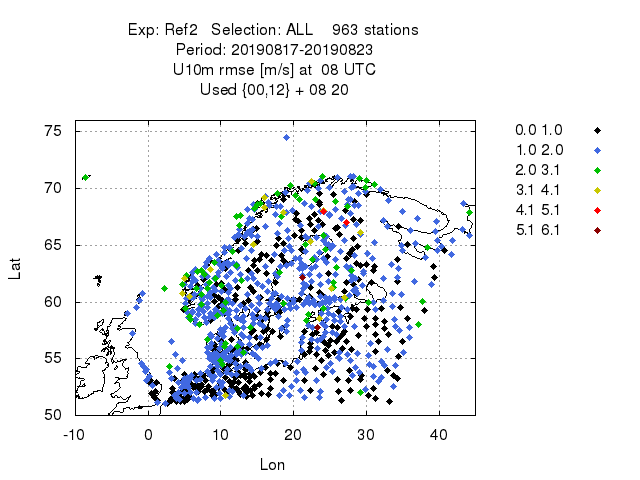 Exp: Ref2 Selection: ALL 963 stations
Period: 20190817-20190823
U10m rmse [m/s] at 08 UTC
Used {00,12} + 08 20
0.0 1.0
1.0 2.0
2.0 3.1
3.1 4.1
4.1 5.1
5.1 6.1
75
70
65
60
55
50
Lat
-10 0 10 20 30 40
Lon